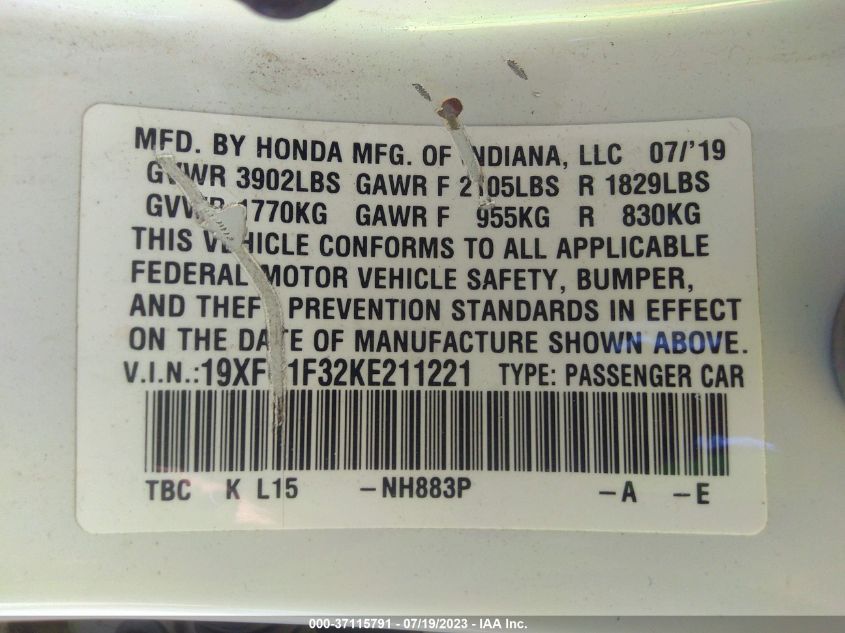 MFD. BY HONDA MFG. OF INDIANA, LLC 07/'19
GVWR 3902LBS GAWR F 2105LBS R 1829LBS
GVWR 1770KG GAWR F 955KG R 830KG
THIS VEHICLE CONFORMS TO ALL APPLICABLE
FEDERAL MOTOR VEHICLE SAFETY, BUMPER,
AND THEFT PREVENTION STANDARDS IN EFFECT
ON THE DATE OF MANUFACTURE SHOWN ABOVE.
V.I.N.: TYPE: PASSENGER CAR
TBC K L15 -NH883P -A -E
000-37115791 - 07/19/2023 - IAA Inc.